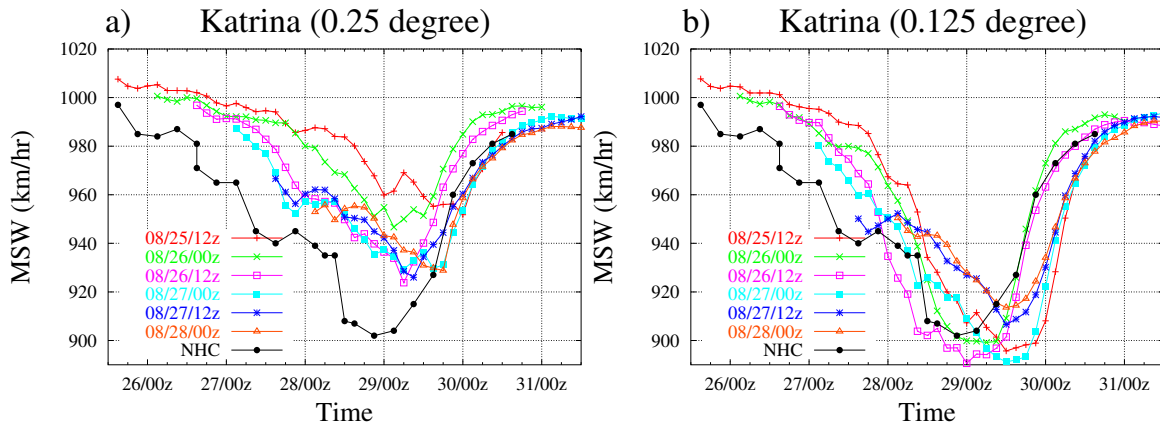 a) Katrina (0.25 degree)
MSW (km/hr)
1020
1000
980
960
940
920
900
08/25/12z
08/26/00z
08/26/12z
08/27/00z
08/27/12z
08/28/00z
NHC
26/00z 27/00z 28/00z 29/00z 30/00z 31/00z
Time
b) Katrina (0.125 degree)
MSW (km/hr)
1020
1000
980
960
940
920
900
08/25/12z
08/26/00z
08/26/12z
08/27/00z
08/27/12z
08/28/00z
NHC
26/00z 27/00z 28/00z 29/00z 30/00z 31/00z
Time